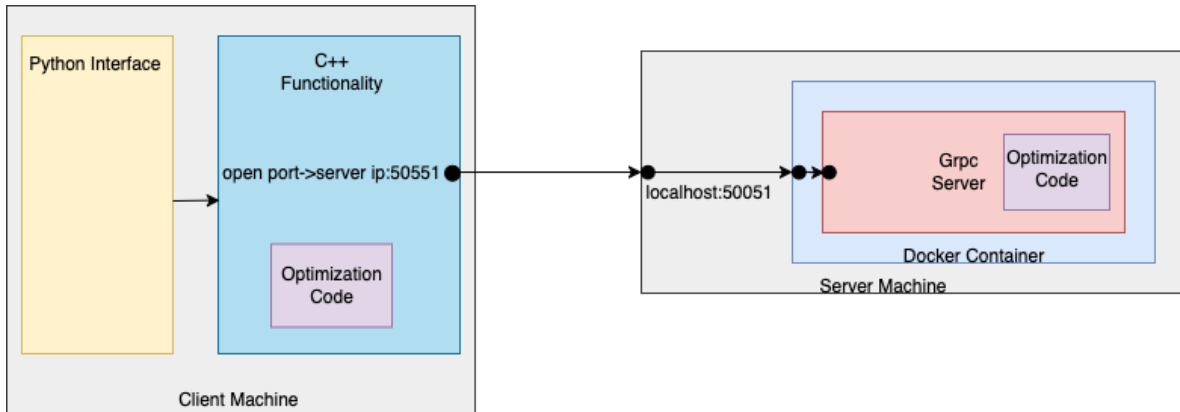 Python Interface
C++
Functionality
open port->server ip:50551
Optimization
Code
Client Machine
localhost:50051
Grpc
Server
Optimization
Code
Docker Container
Server Machine